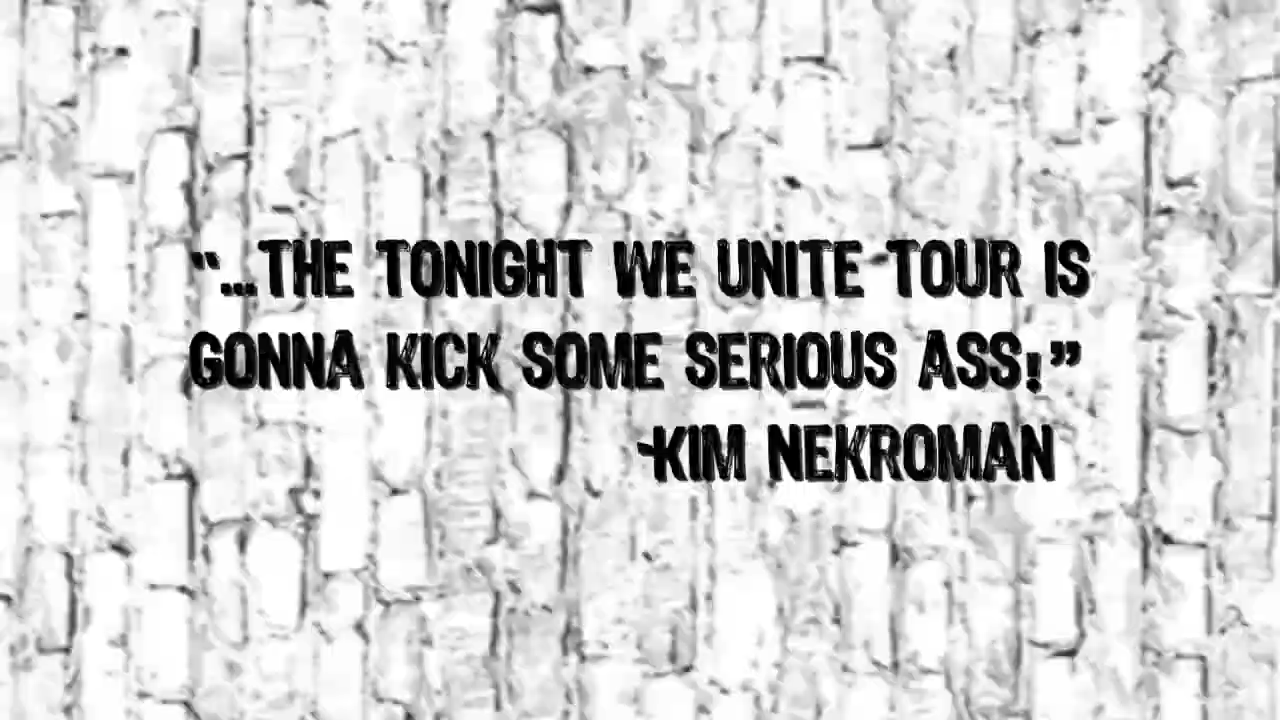 “...THE TONIGHT WE UNITE TOUR IS
GONNA KICK SOME SERIOUS ASS!”
-KIM NEKROMAN